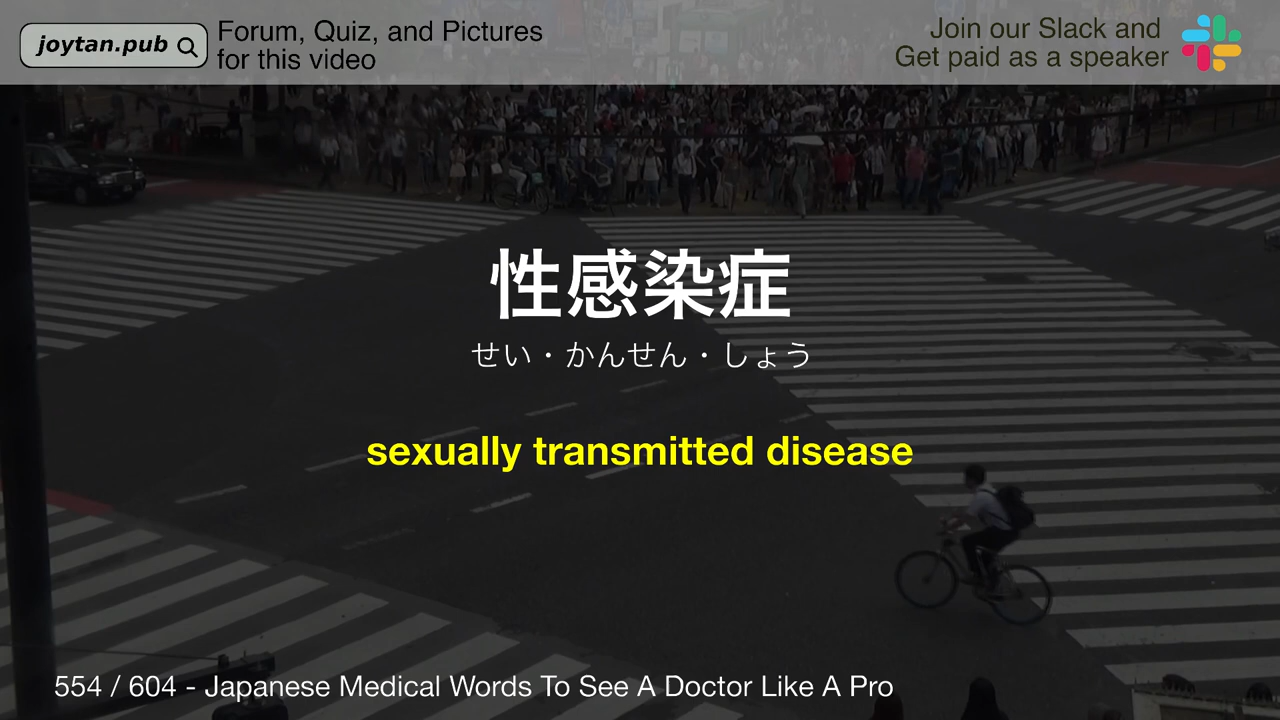 joytan.pub
Forum, Quiz, and Pictures
for this video
Join our Slack and
Get paid as a speaker
性感染症
せい・かんせん・しょう
sexually transmitted disease
554 / 604 - Japanese Medical Words To See A Doctor Like A Pro